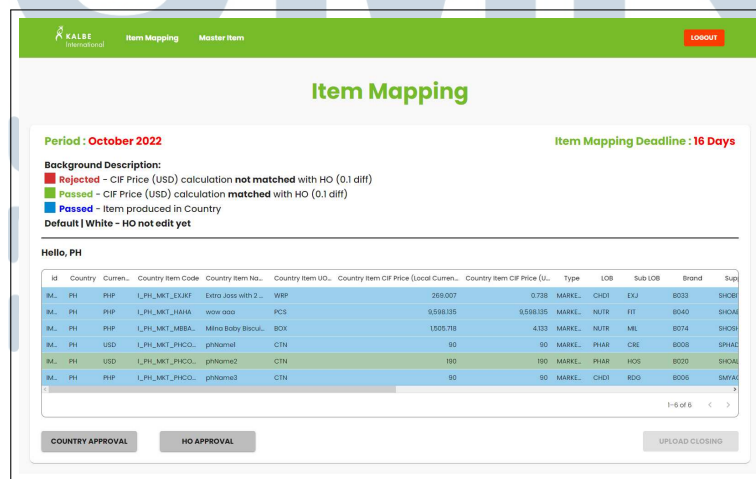 KALBE
International
Item Mapping Master Item LOGOUT
Item Mapping
Period : October 2022 Item Mapping Deadline : 16 Days
Background Description:
Rejected - CIF Price (USD) calculation not matched with HO (0.1 diff)
Passed - CIF Price (USD) calculation matched with HO (0.1 diff)
Passed - Item produced in Country
Default | White - HO not edit yet
Hello, PH
id Country Curren... Country Item Code Country Item Na... Country Item UO... Country Item CIF Price (Local Curren... Country Item CIF Price (U... Type LOB Sub LOB Brand Supp
IM... PH PHP I_PH_MKT_EXJKF Extra Joss with 2 ... WRP 269.007 0.738 MARKE... CHD1 EXJ B033 SHOBI
IM... PH PHP I_PH_MKT_HAHA wow aaa PCS 9,598.135 9,598.135 MARKE... NUTR FIT B040 SHOAL
IM... PH PHP I_PH_MKT_MBBA... Milna Baby Biscui... BOX 1,505.718 4.133 MARKE... NUTR MIL B074 SHOSH
IM... PH USD I_PH_MKT_PHCO... phName1 CTN 90 90 MARKE... PHAR CRE B008 SPHAD
IM... PH USD I_PH_MKT_PHCO... phName2 CTN 190 190 MARKE... PHAR HOS B020 SHOAL
IM... PH PHP I_PH_MKT_PHCO... phName3 CTN 90 90 MARKE... CHD1 RDG B006 SMYAC
1–6 of 6
COUNTRY APPROVAL HO APPROVAL UPLOAD CLOSING